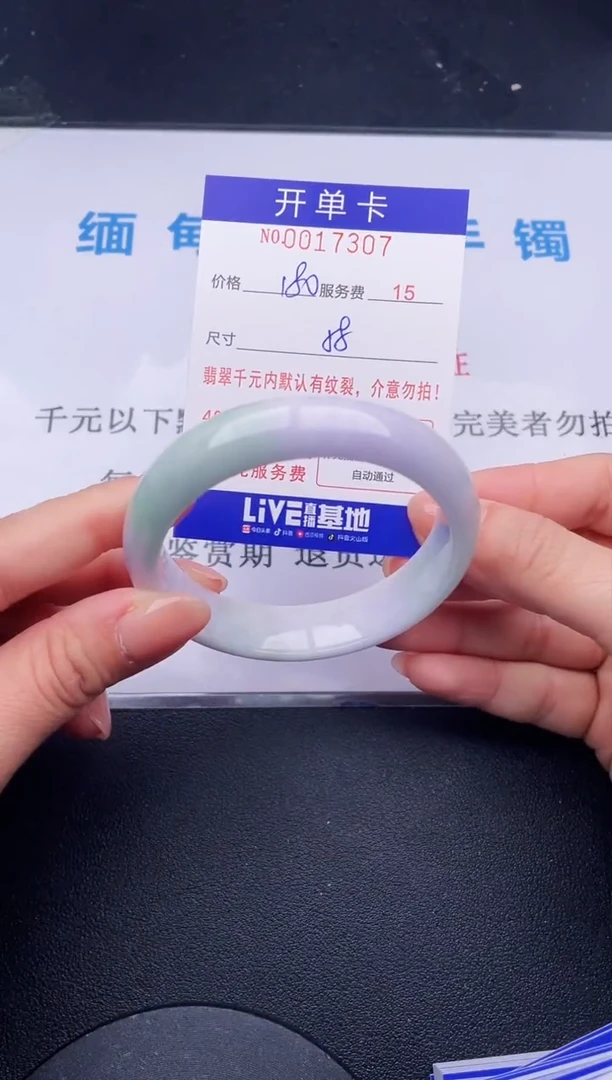 开单卡
NO.0017307
缅 镯
价格 180 服务费 15
尺寸 58
翡翠千元内默认有纹裂，介意勿拍！
千元以下 完美者勿拍
服务费
自动通过
LiVE直播基地
今日头条 抖音 西瓜视频 抖音火山版
鉴赏期 退货